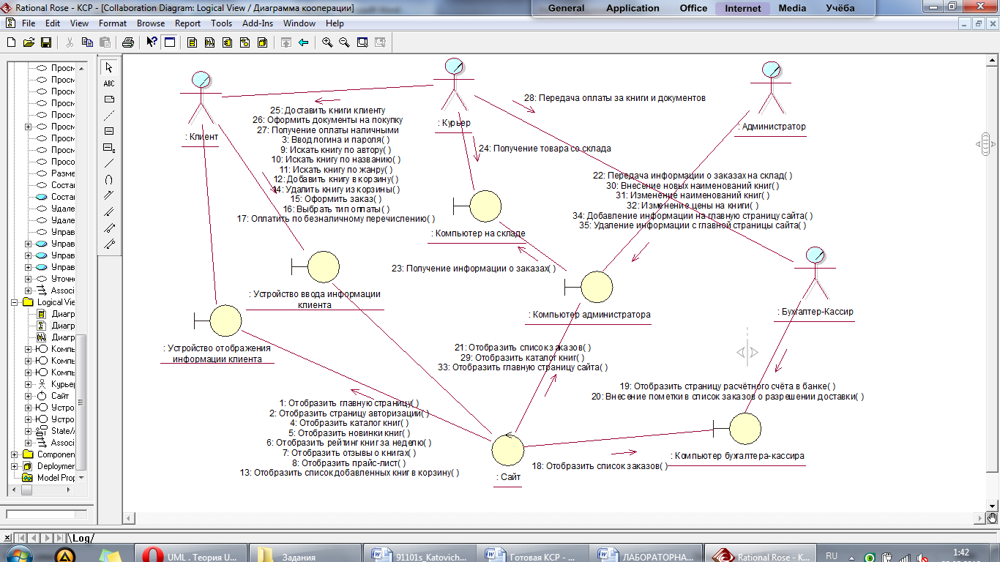 Rational Rose - KCP - [Collaboration Diagram: Logical View / Диаграмма кооперации]
General Application Office Internet Media Учёба
File Edit View Format Browse Report Tools Add-Ins Window Help
ABC
Просм
Просм
Просм
Просм
Просм
Просм
Просм
Просм
Просо
Разме
Состa
Состa
Удале
Удале
Управ
Управ
Управ
Управ
Уточн
Associ
Logical Vie
Диагр
Диагр
Диагр
Компь
Компь
Компь
Курье
Сайт
Устро
Устро
State/A
Associ
Componen
Deployme
Model Prop
: Клиент
: Курьер
: Администратор
28: Передача оплаты за книги и документов
25: Доставить книги клиенту
26: Оформить документы на покупку
27: Получение оплаты наличными
3: Ввод логина и пароля( )
9: Искать книгу по автору( )
10: Искать книгу по названию( )
11: Искать книгу по жанру( )
12: Добавить книгу в корзину( )
14: Удалить книгу из корзины( )
15: Оформить заказ( )
16: Выбрать тип оплаты( )
17: Оплатить по безналичному перечислению( )
24: Получение товара со склада
22: Передача информации о заказах на склад( )
30: Внесение новых наименований книг( )
31: Изменение наименований книг( )
32: Изменение цены на книги( )
34: Добавление информации на главную страницу сайта( )
35: Удаление информации с главной страницы сайта( )
: Компьютер на складе
23: Получение информации о заказах( )
: Устройство ввода информации
клиента
: Компьютер администратора
: Бухгалтер-Кассир
: Устройство отображения
информации клиента
21: Отобразить список заказов( )
29: Отобразить каталог книг( )
33: Отобразить главную страницу сайта( )
19: Отобразить страницу расчётного счёта в банке( )
20: Внесение пометки в список заказов о разрешении доставки( )
1: Отобразить главную страницу( )
2: Отобразить страницу авторизации( )
4: Отобразить каталог книг( )
5: Отобразить новинки книг( )
6: Отобразить рейтинг книг за неделю( )
7: Отобразить отзывы о книгах( )
8: Отобразить прайс-лист( )
13: Отобразить список добавленных книг в корзину( )
: Сайт
18: Отобразить список заказов( )
: Компьютер бухгалтера-кассира
Log
UML . Теория U...
Задания
91101s_Katovich...
Готовая КСР - ...
ЛАБОРАТОРНА...
Rational Rose - K...
RU
1:42